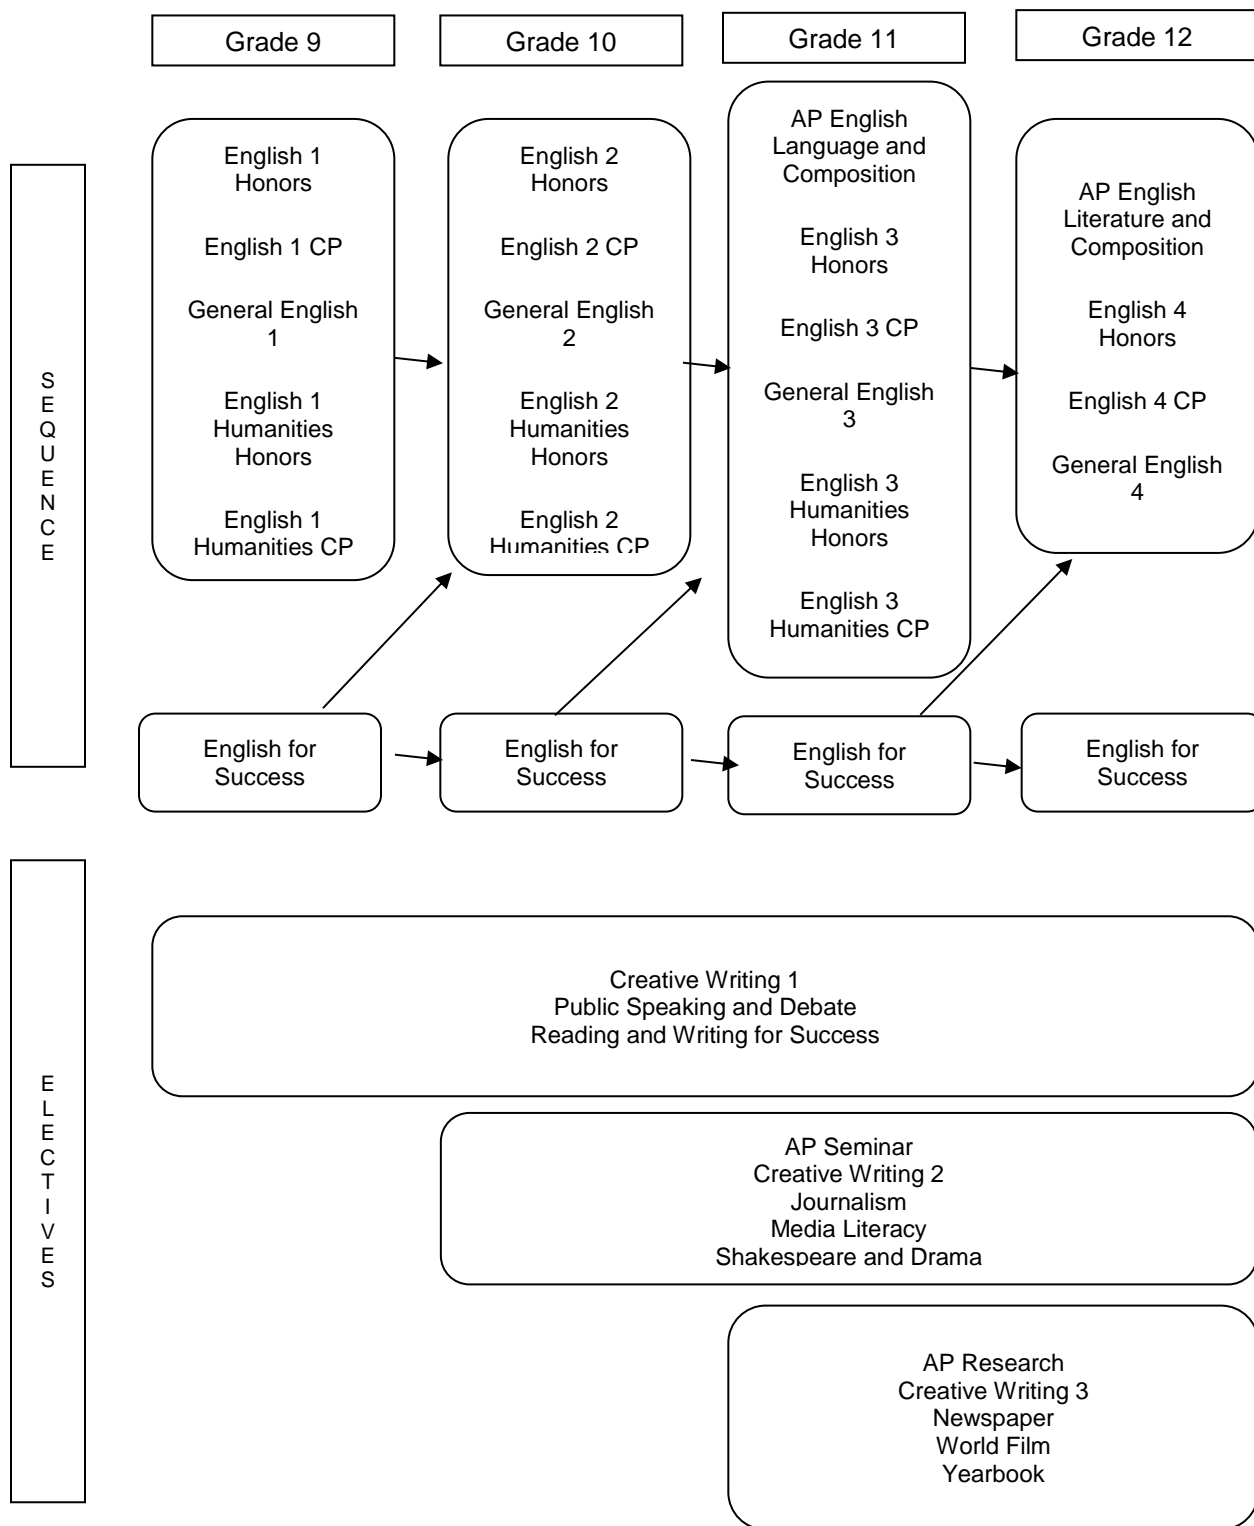 Grade 9
Grade 10
Grade 11
Grade 12
SEQUENCE
English 1
Honors
English 1 CP
General English
1
English 1
Humanities
Honors
English 1
Humanities CP
English 2
Honors
English 2 CP
General English
2
English 2
Humanities
Honors
English 2
Humanities CP
AP English
Language and
Composition
English 3
Honors
English 3 CP
General English
3
English 3
Humanities
Honors
English 3
Humanities CP
AP English
Literature and
Composition
English 4
Honors
English 4 CP
General English
4
English for
Success
English for
Success
English for
Success
English for
Success
ELECTIVES
Creative Writing 1
Public Speaking and Debate
Reading and Writing for Success
AP Seminar
Creative Writing 2
Journalism
Media Literacy
Shakespeare and Drama
AP Research
Creative Writing 3
Newspaper
World Film
Yearbook